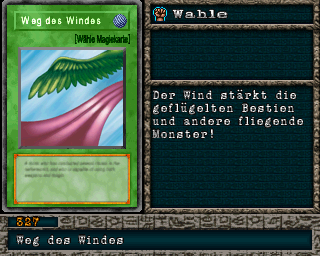 Weg des Windes
[Wähle Magiekarte]
Wahle
Der Wind stärkt die
geflügelten Bestien
und andere fliegende
Monster!
327
Weg des Windes